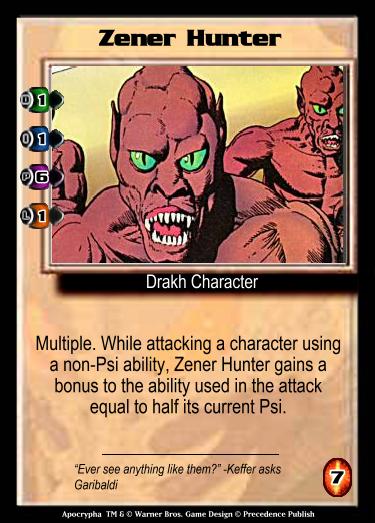 Zener Hunter
D 1
I 1
P 6
L 1
Drakh Character
Multiple. While attacking a character using
a non-Psi ability, Zener Hunter gains a
bonus to the ability used in the attack
equal to half its current Psi.
"Ever see anything like them?" -Keffer asks
Garibaldi
7
Apocrypha TM & © Warner Bros. Game Design © Precedence Publish